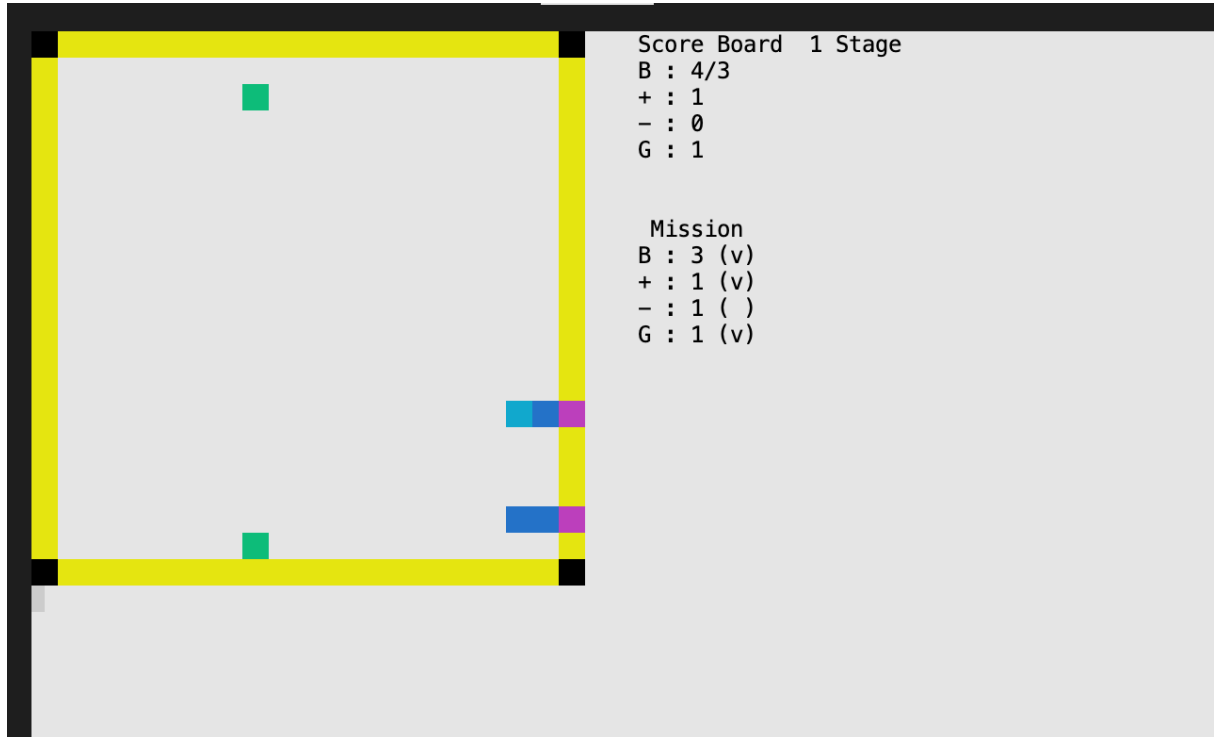 Score Board  1 Stage
B : 4/3
+ : 1
- : 0
G : 1
Mission
B : 3 (v)
+ : 1 (v)
- : 1 ( )
G : 1 (v)